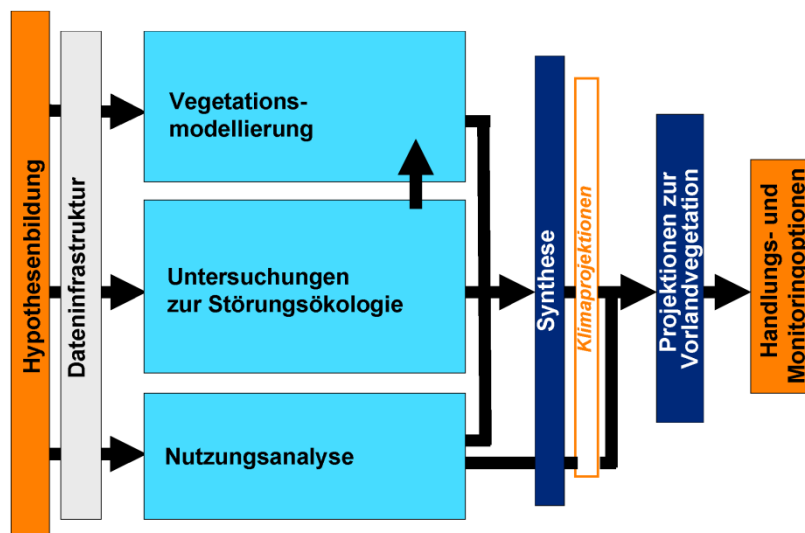 Hypothesenbildung
Dateninfrastruktur
Vegetations-
modellierung
Untersuchungen
zur Störungsökologie
Nutzungsanalyse
Synthese
Klimaprojektionen
Projektionen zur
Vorlandvegetation
Handlungs- und
Monitoringoptionen